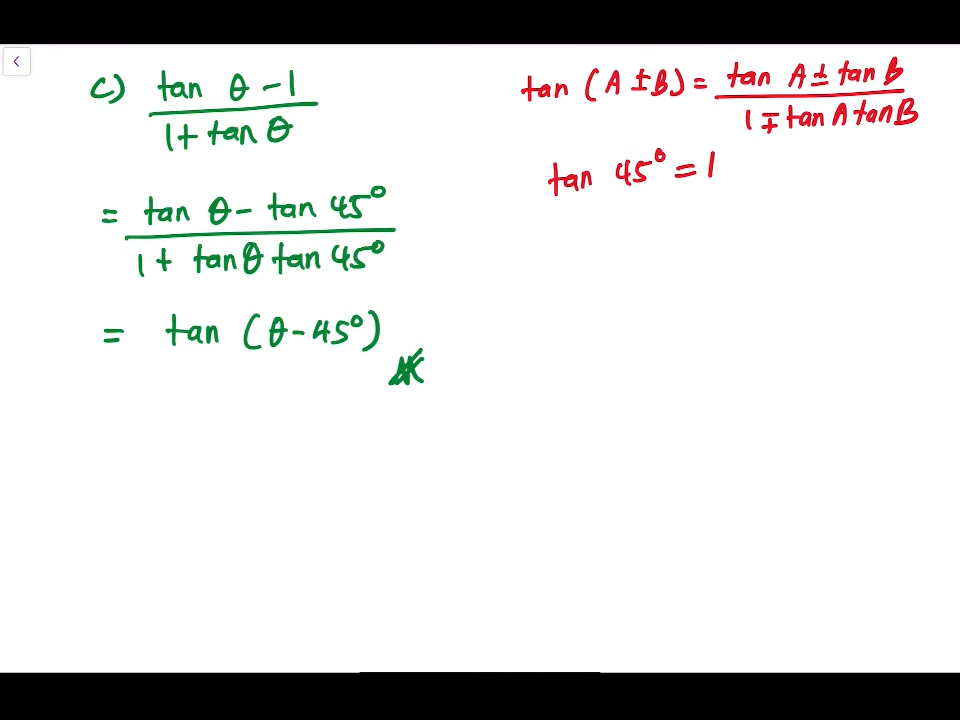 c) tan θ - 1
1 + tan θ
= tan θ - tan 45°
1 + tan θ tan 45°
= tan (θ - 45°)
tan (A ± B) = tan A ± tan B
1 ∓ tan A tan B
tan 45° = 1